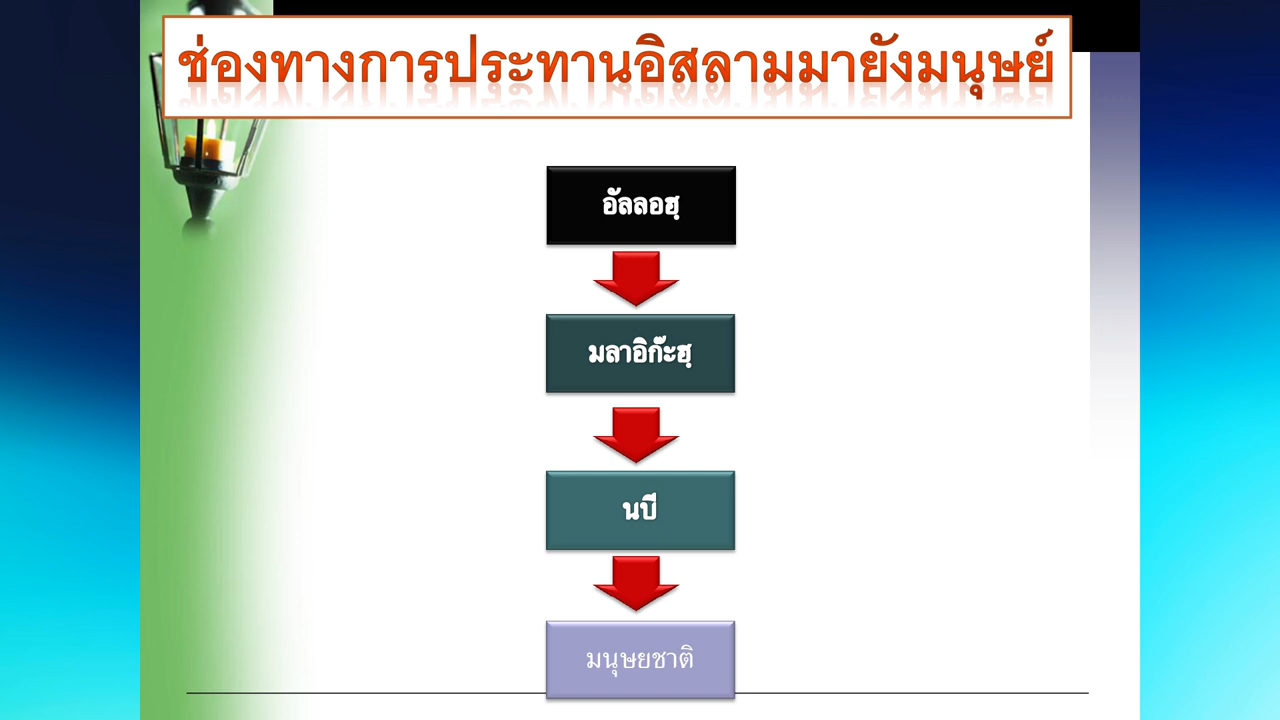 ช่องทางการประทานอิสลามมายังมนุษย์
อัลลอฮฺ
มลาอิก๊ะฮฺ
นบี
มนุษยชาติ